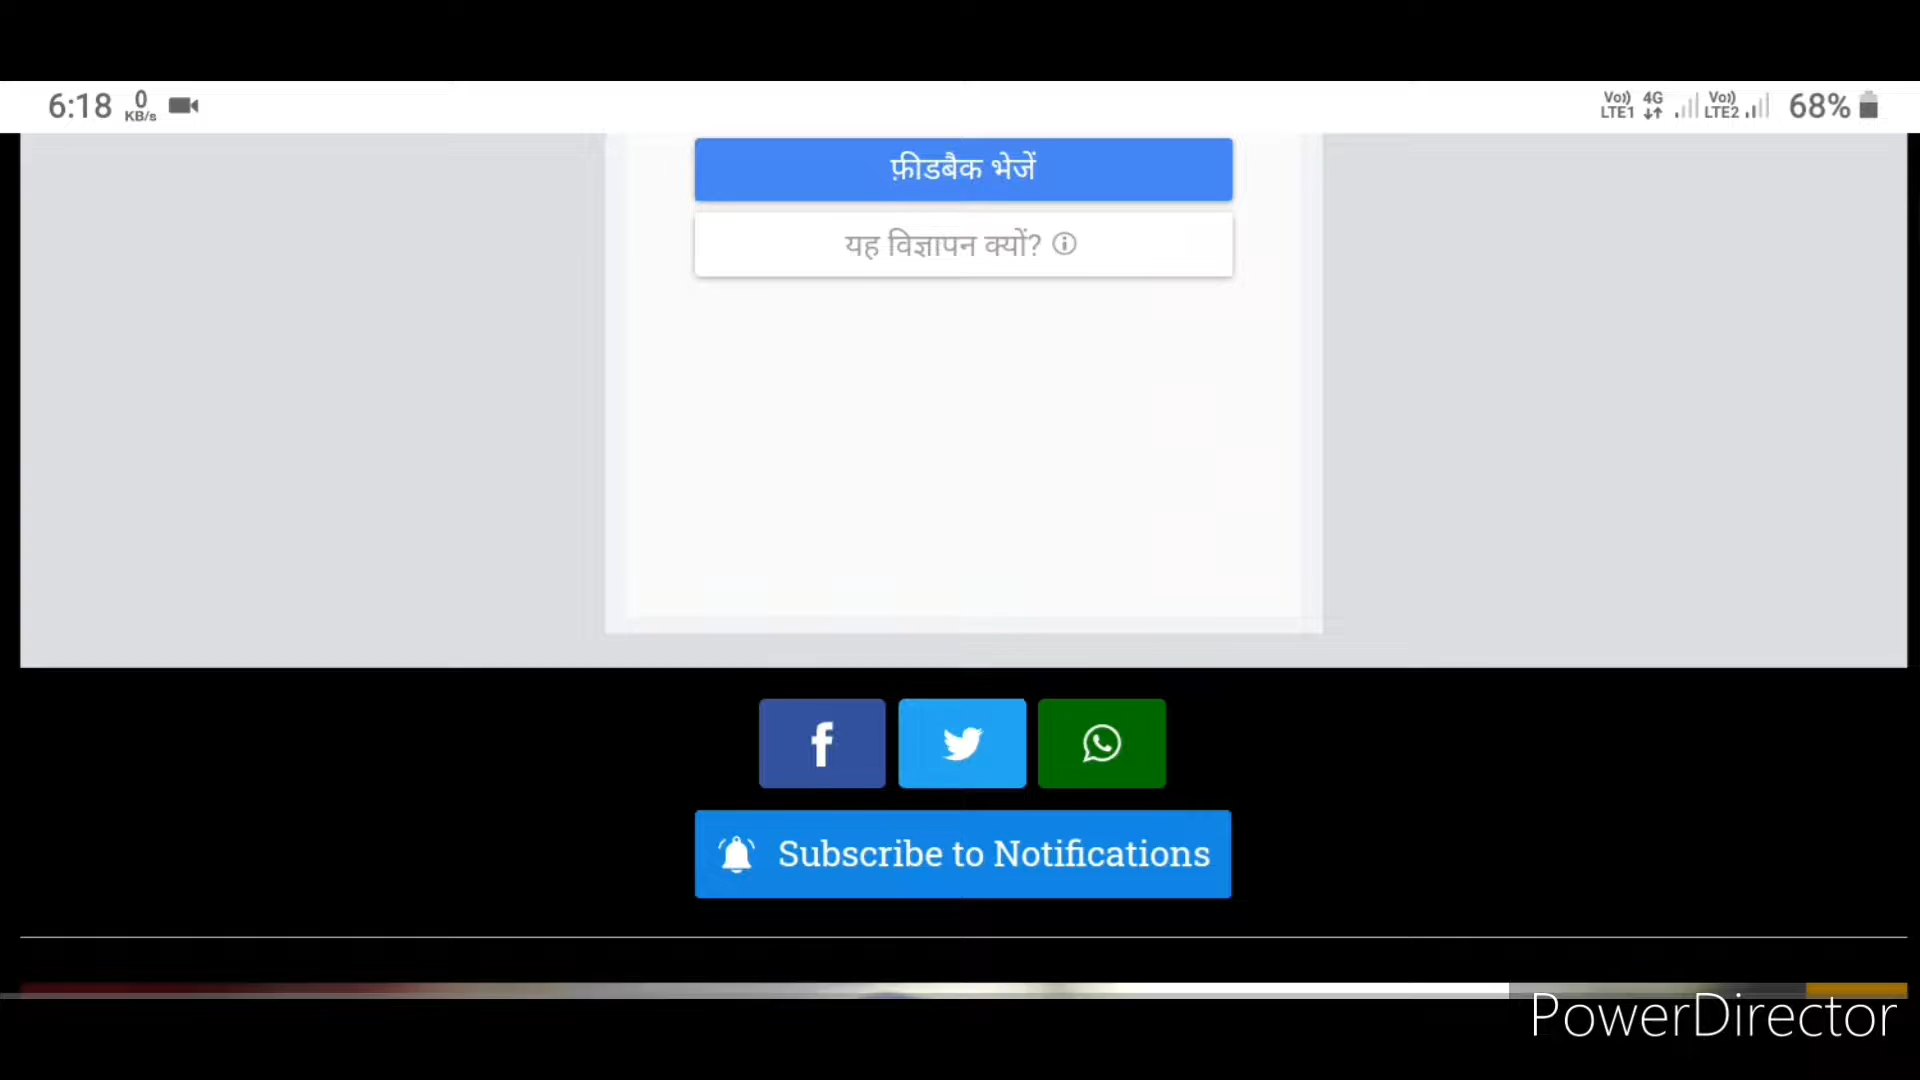 6:18 0 KB/s Vo)) LTE1 4G Vo)) LTE2 68%
फ़ीडबैक भेजें
यह विज्ञापन क्यों?
Subscribe to Notifications
PowerDirector